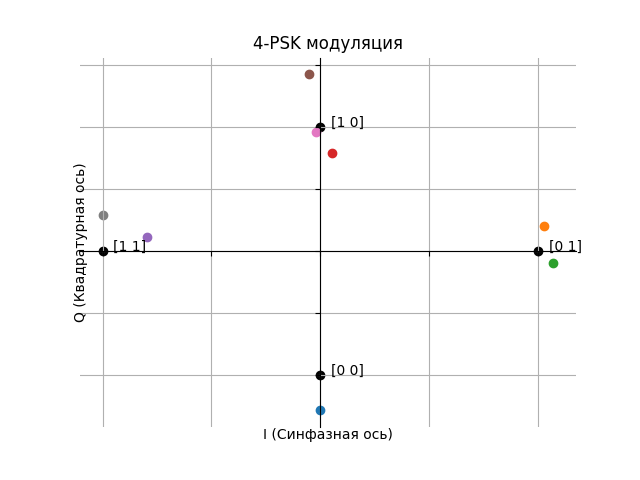 4-PSK модуляция
[1 0]
[1 1]
[0 1]
Q (Квадратурная ось)
[0 0]
I (Синфазная ось)